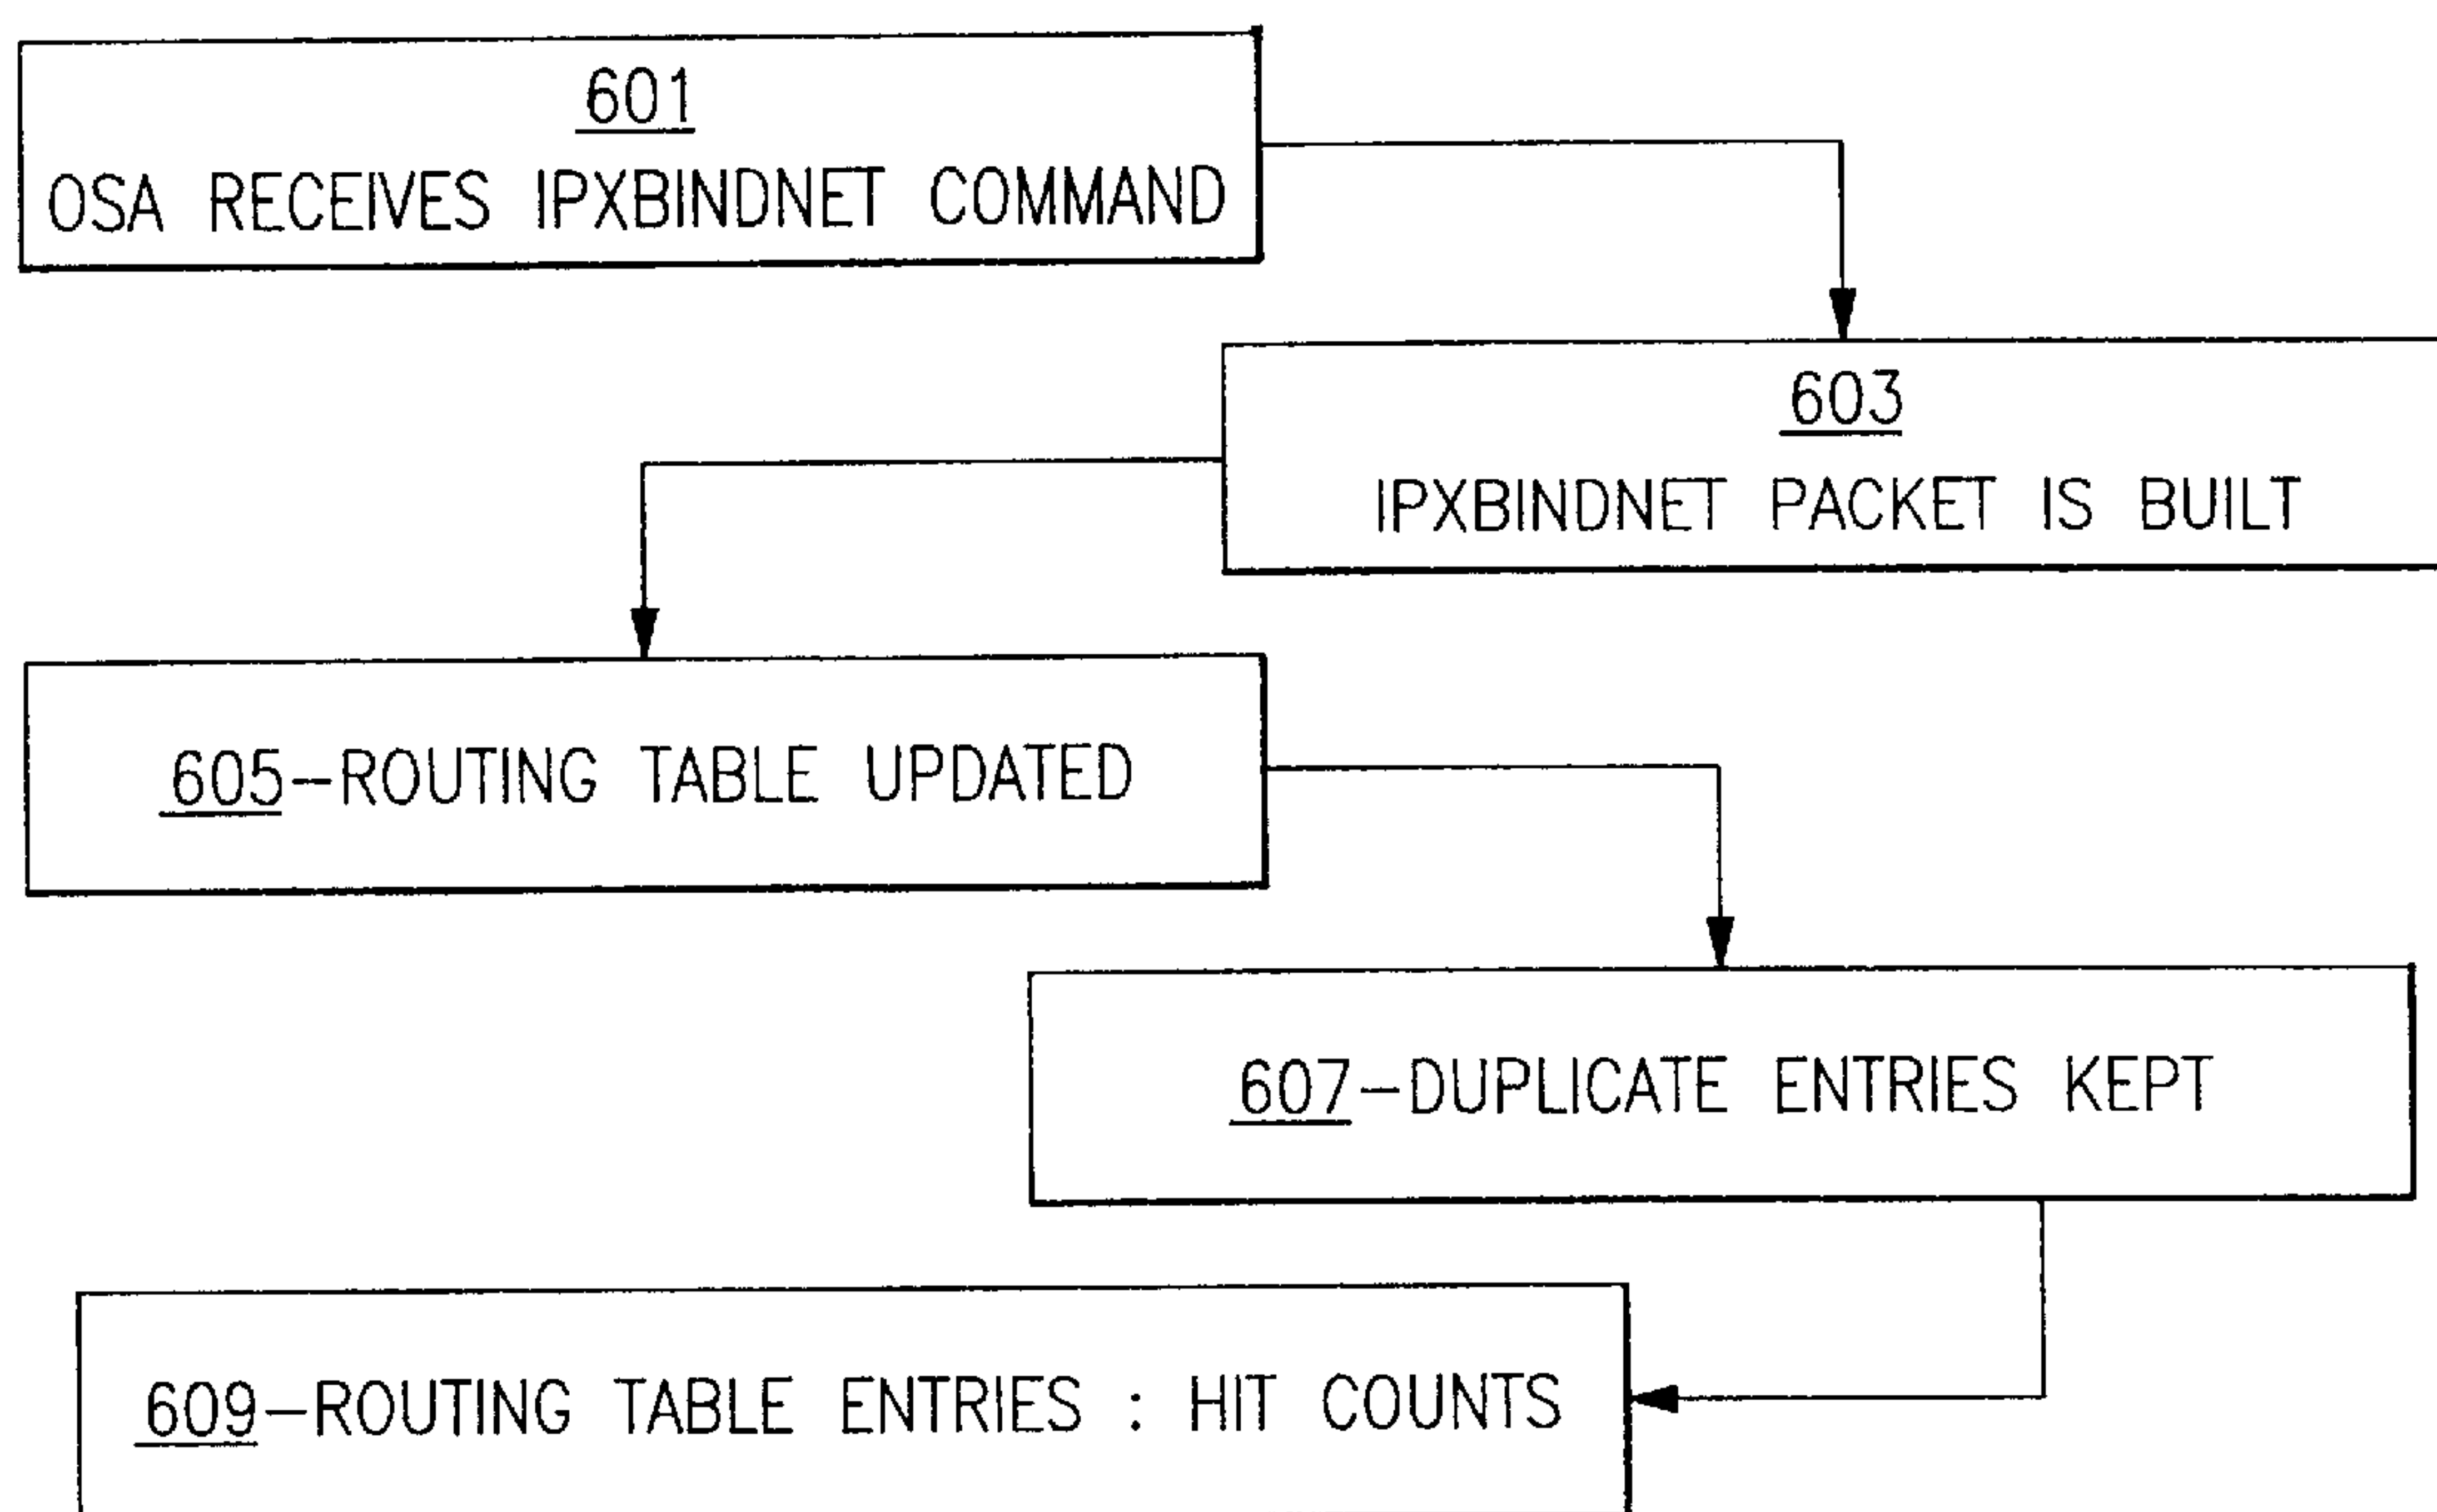 601
OSA RECEIVES IPXBINDNET COMMAND
603
IPXBINDNET PACKET IS BUILT
605-ROUTING TABLE UPDATED
607-DUPLICATE ENTRIES KEPT
609-ROUTING TABLE ENTRIES : HIT COUNTS